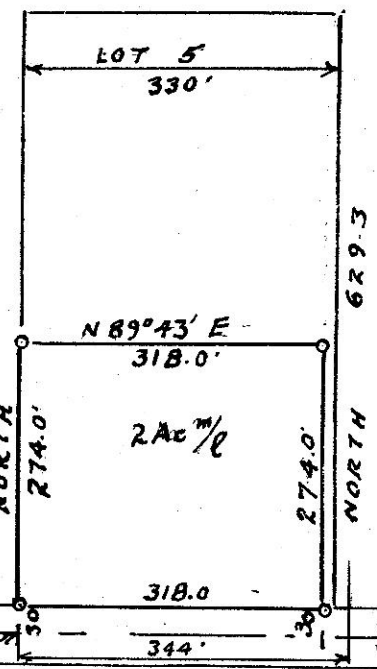 LOT 5
330'
629.3
N 89°43' E
318.0'
NORTH
274.0'
2 Ac m/l
274.0'
NORTH
318.0
30
30
344'